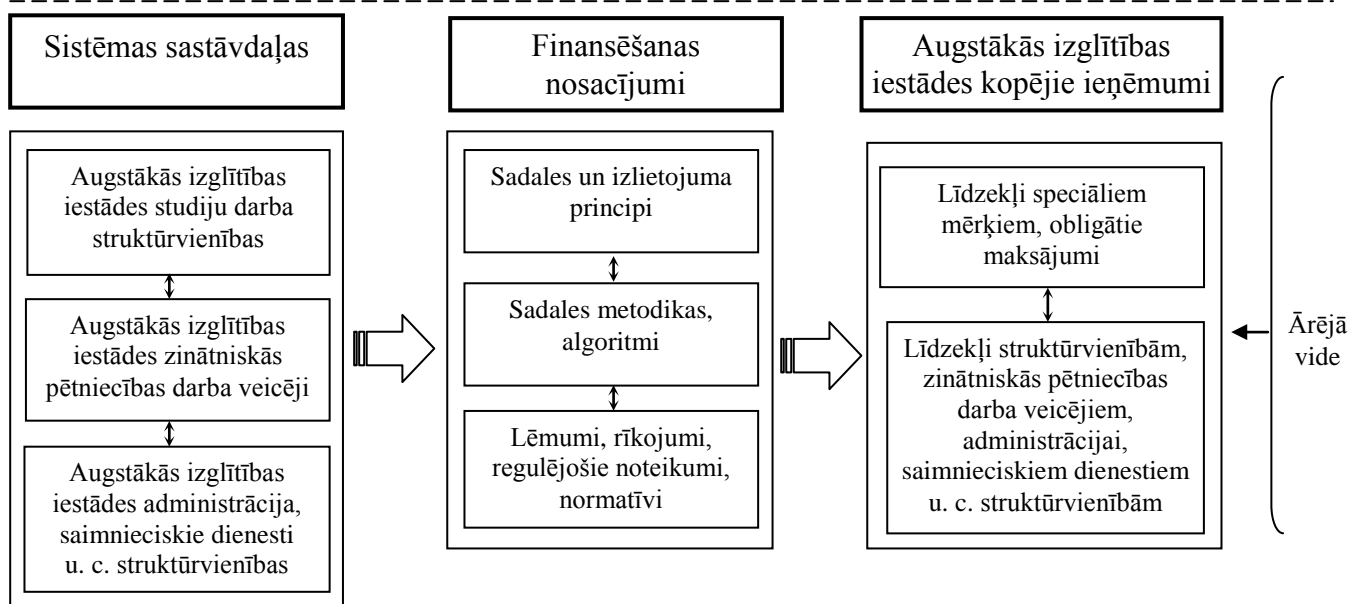 Sistēmas sastāvdaļas
Finansēšanas
nosacījumi
Augstākās izglītības
iestādes kopējie ieņēmumi
Augstākās izglītības
iestādes studiju darba
struktūrvienības
Augstākās izglītības
iestādes zinātniskās
pētniecības darba veicēji
Augstākās izglītības
iestādes administrācija,
saimnieciskie dienesti
u. c. struktūrvienības
Sadales un izlietojuma
principi
Sadales metodikas,
algoritmi
Lēmumi, rīkojumi,
regulējošie noteikumi,
normatīvi
Līdzekļi speciāliem
mērķiem, obligātie
maksājumi
Līdzekļi struktūrvienībām,
zinātniskās pētniecības
darba veicējiem,
administrācijai,
saimnieciskiem dienestiem
u. c. struktūrvienībām
Ārējā
vide